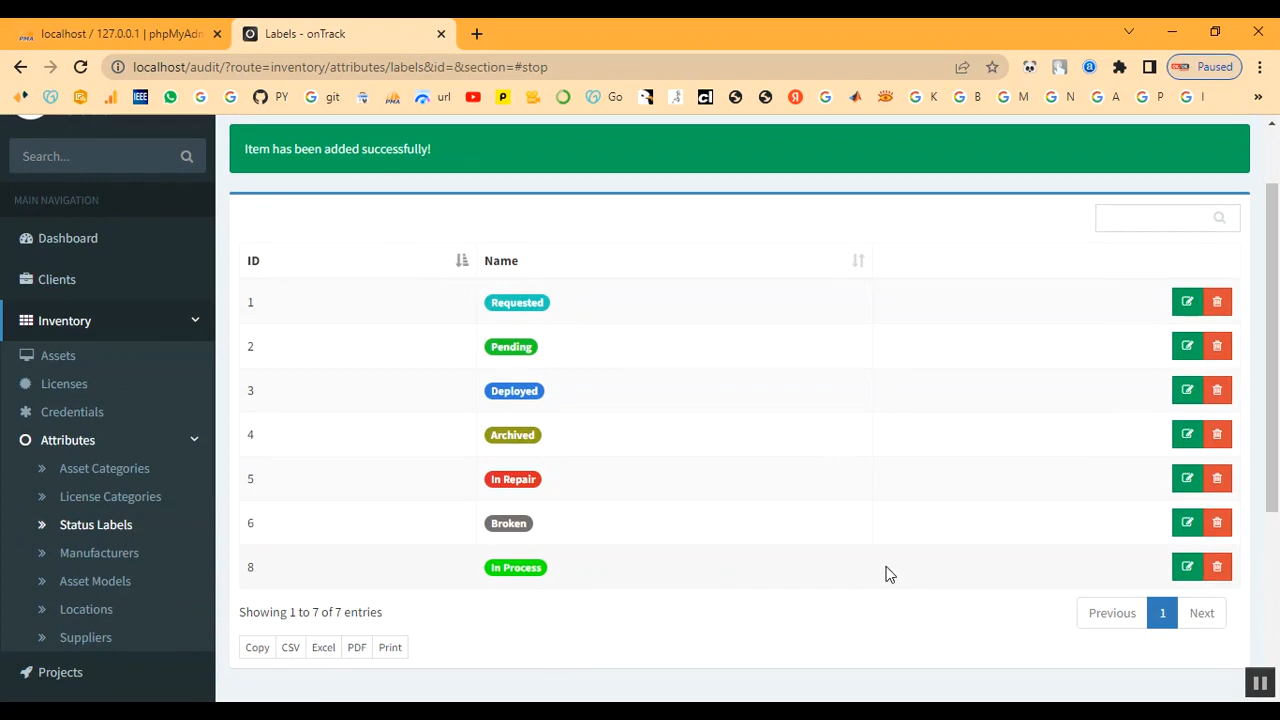 localhost / 127.0.0.1 | phpMyAdn
Labels - onTrack
localhost/audit/?route=inventory/attributes/labels&id=&section=#stop
Paused
PY
git
url
Go
K
B
M
N
A
P
I
Search...
MAIN NAVIGATION
Dashboard
Clients
Inventory
Assets
Licenses
Credentials
Attributes
Asset Categories
License Categories
Status Labels
Manufacturers
Asset Models
Locations
Suppliers
Projects
Item has been added successfully!
ID Name
1 Requested
2 Pending
3 Deployed
4 Archived
5 In Repair
6 Broken
8 In Process
Showing 1 to 7 of 7 entries
Previous 1 Next
Copy CSV Excel PDF Print